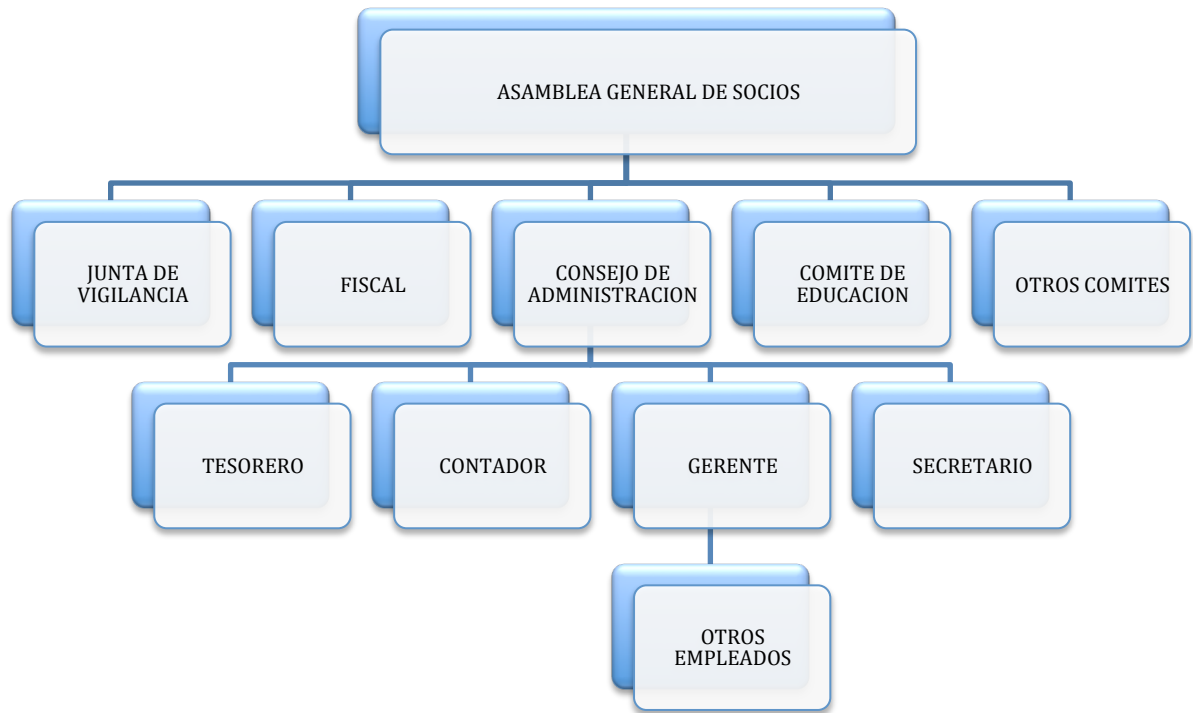 ASAMBLEA GENERAL DE SOCIOS
JUNTA DE
VIGILANCIA
FISCAL
CONSEJO DE
ADMINISTRACION
COMITE DE
EDUCACION
OTROS COMITES
TESORERO
CONTADOR
GERENTE
SECRETARIO
OTROS
EMPLEADOS